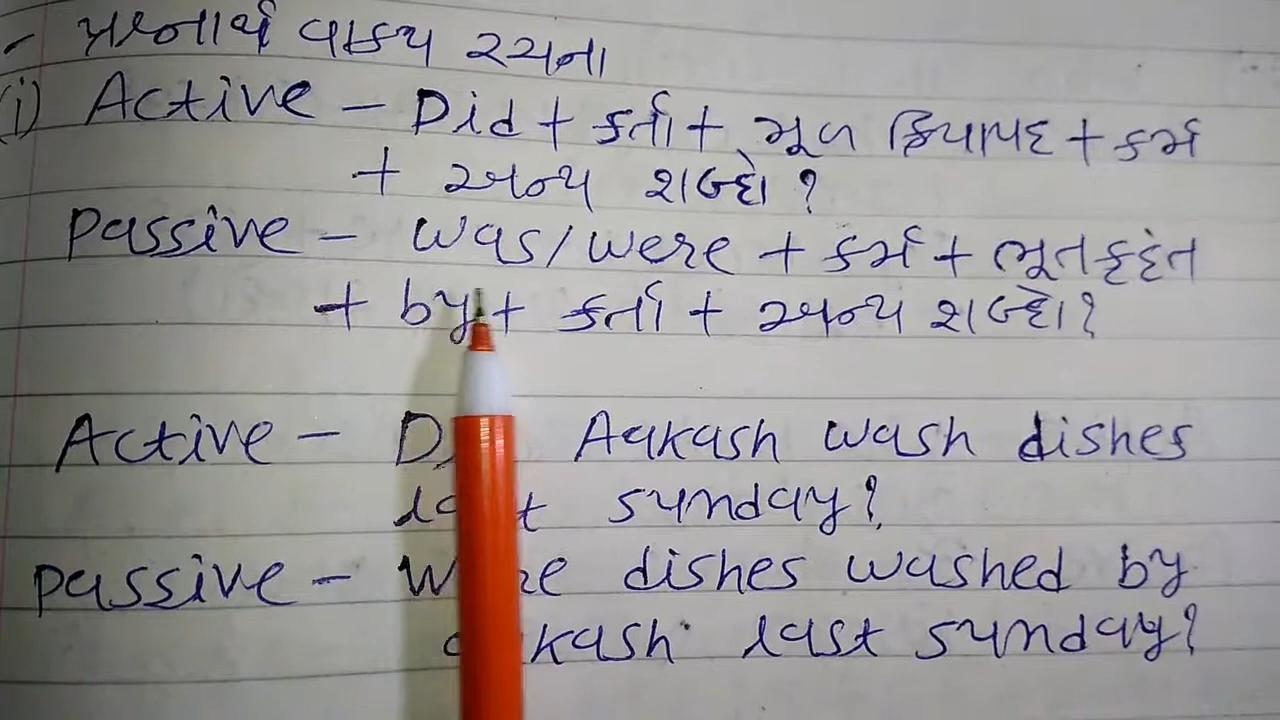 - પ્રશ્નાર્થ વાક્ય રચના
(i) Active - Did + કર્તા + મૂળ ક્રિયાપદ + કર્મ
+ અન્ય શબ્દો ?
Passive - was/were + કર્મ + ભૂતકૃદંત
+ by + કર્તા + અન્ય શબ્દો?
Active - Aakash wash dishes
sunday?
passive - dishes washed by
last sunday?